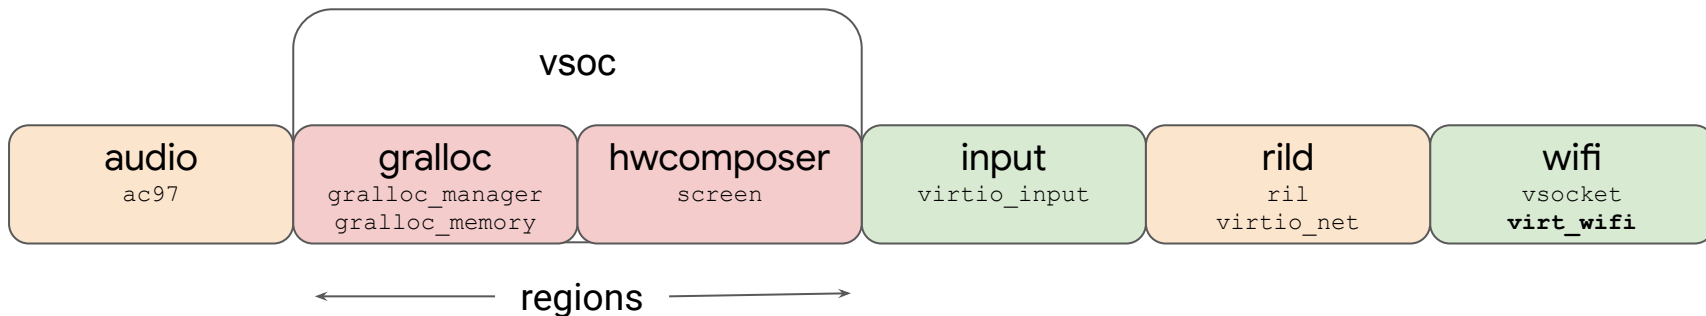 vsoc
audio
ac97
gralloc
gralloc_manager
gralloc_memory
hwcomposer
screen
input
virtio_input
rild
ril
virtio_net
wifi
vsocket
virt_wifi
regions